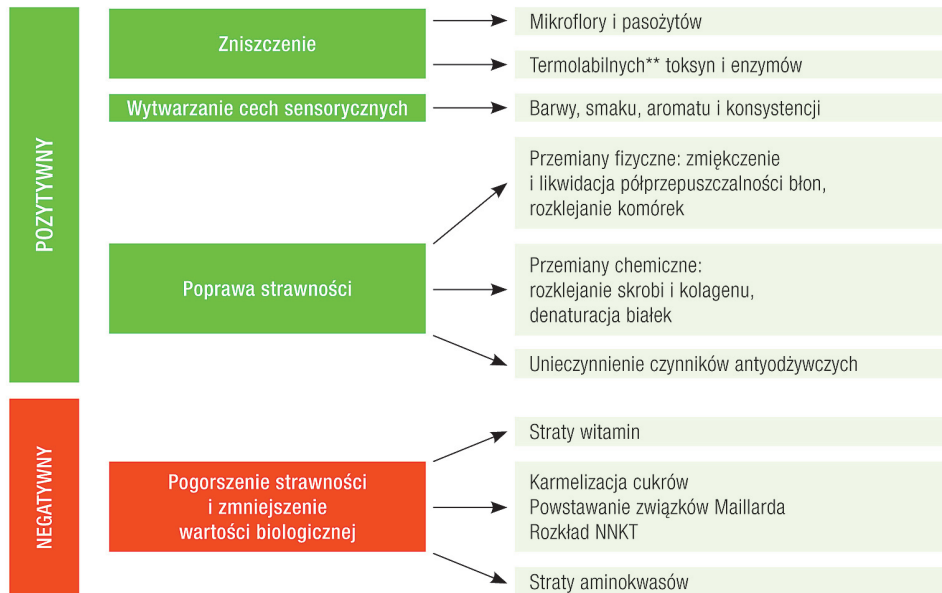 POZYTYWNY
Zniszczenie
Mikroflory i pasożytów
Termolabilnych** toksyn i enzymów
Wytwarzanie cech sensorycznych
Barwy, smaku, aromatu i konsystencji
Poprawa strawności
Przemiany fizyczne: zmiękczenie
i likwidacja półprzepuszczalności błon,
rozklejanie komórek
Przemiany chemiczne:
rozklejanie skrobi i kolagenu,
denaturacja białek
Unieczynnienie czynników antyodżywczych
NEGATYWNY
Pogorszenie strawności
i zmniejszenie
wartości biologicznej
Straty witamin
Karmelizacja cukrów
Powstawanie związków Maillarda
Rozkład NNKT
Straty aminokwasów